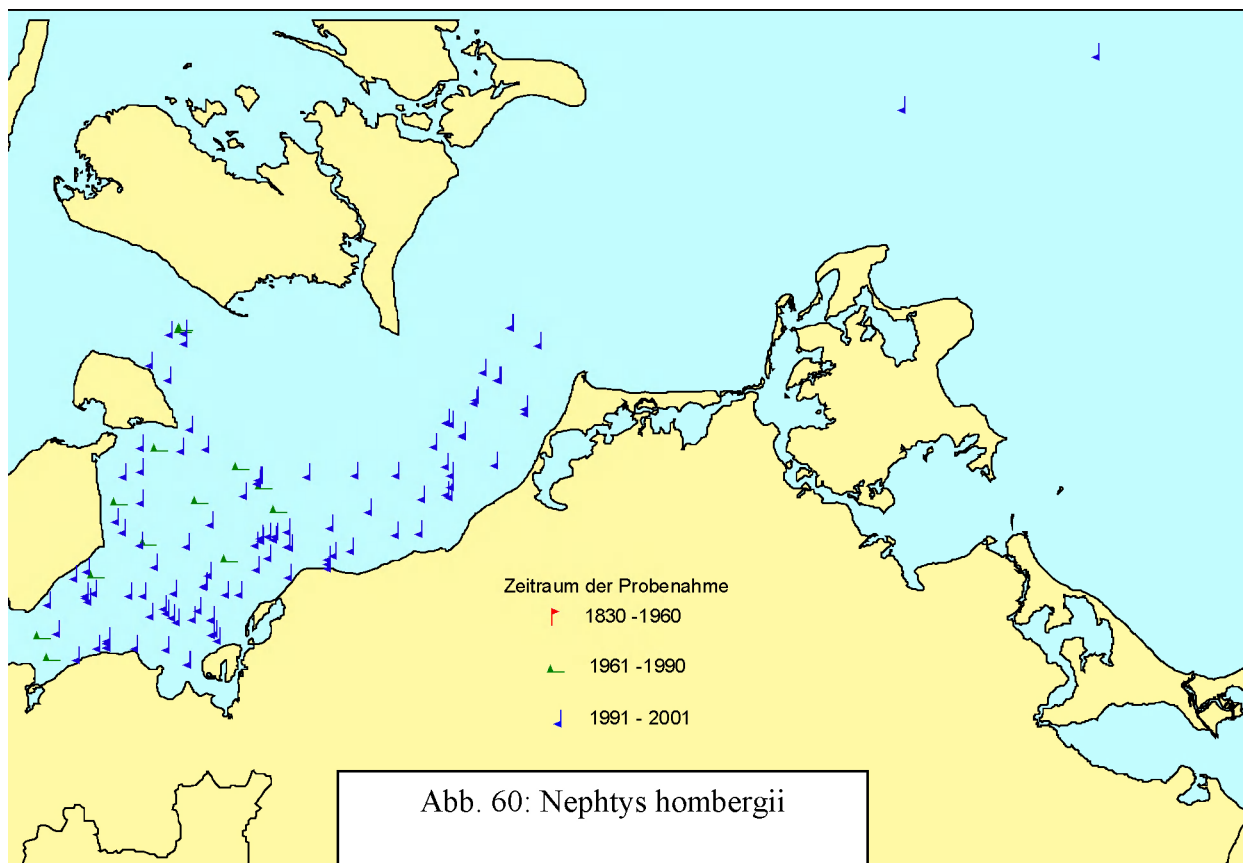 Zeitraum der Probenahme
1830 -1960
1961 -1990
1991 - 2001
Abb. 60: Nephtys hombergii